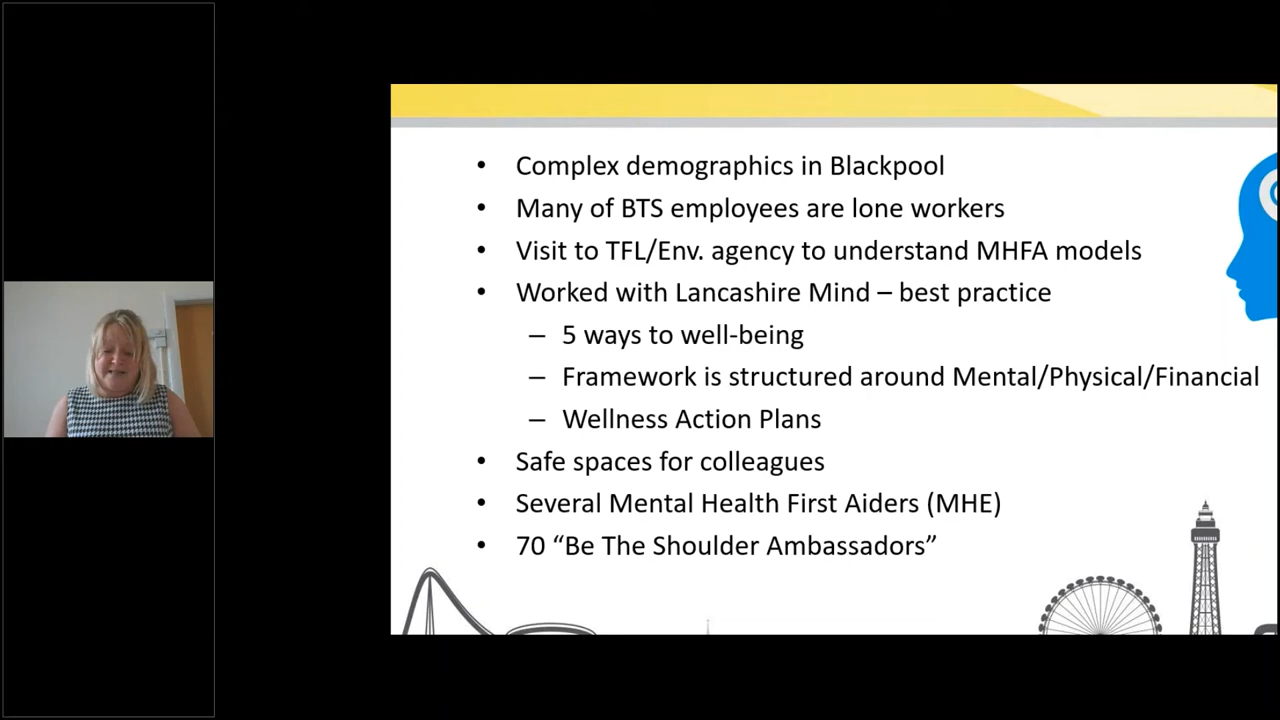 • Complex demographics in Blackpool
• Many of BTS employees are lone workers
• Visit to TFL/Env. agency to understand MHFA models
• Worked with Lancashire Mind – best practice
– 5 ways to well-being
– Framework is structured around Mental/Physical/Financial
– Wellness Action Plans
• Safe spaces for colleagues
• Several Mental Health First Aiders (MHE)
• 70 “Be The Shoulder Ambassadors”